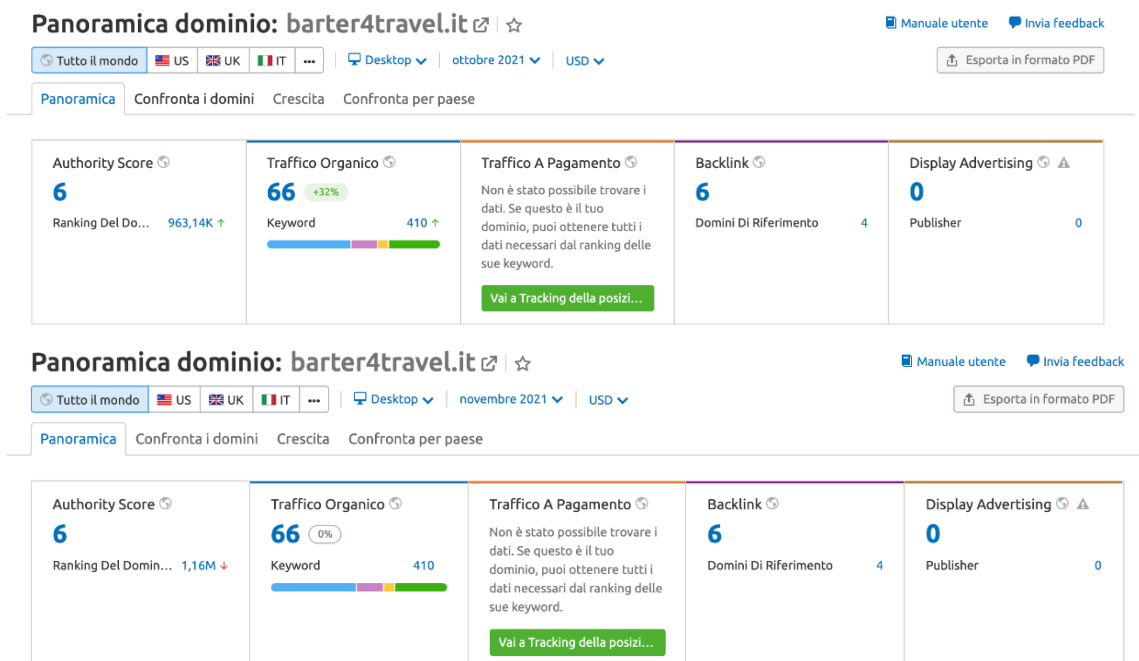 Panoramica dominio: barter4travel.it
Manuale utente Invia feedback
Tutto il mondo US UK IT ... Desktop ottobre 2021 USD
Esporta in formato PDF
Panoramica Confronta i domini Crescita Confronta per paese
Authority Score
6
Ranking Del Do... 963,14K ↑
Traffico Organico
66 +32%
Keyword 410 ↑
Traffico A Pagamento
Non è stato possibile trovare i
dati. Se questo è il tuo
dominio, puoi ottenere tutti i
dati necessari dal ranking delle
sue keyword.
Vai a Tracking della posizi...
Backlink
6
Domini Di Riferimento 4
Display Advertising
0
Publisher 0
Panoramica dominio: barter4travel.it
Manuale utente Invia feedback
Tutto il mondo US UK IT ... Desktop novembre 2021 USD
Esporta in formato PDF
Panoramica Confronta i domini Crescita Confronta per paese
Authority Score
6
Ranking Del Domin... 1,16M ↓
Traffico Organico
66 0%
Keyword 410
Traffico A Pagamento
Non è stato possibile trovare i
dati. Se questo è il tuo
dominio, puoi ottenere tutti i
dati necessari dal ranking delle
sue keyword.
Vai a Tracking della posizi...
Backlink
6
Domini Di Riferimento 4
Display Advertising
0
Publisher 0